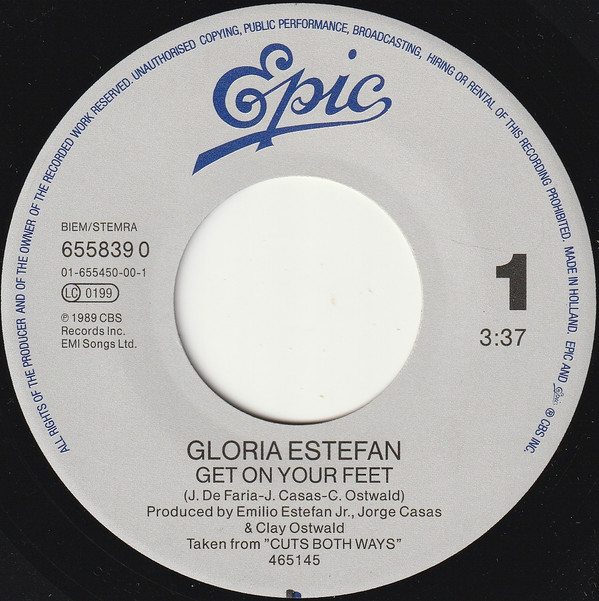 ALL RIGHTS OF THE PRODUCER AND OF THE OWNER OF THE RECORDED WORK RESERVED. UNAUTHORISED COPYING, PUBLIC PERFORMANCE, BROADCASTING, HIRING OR RENTAL OF THIS RECORDING PROHIBITED. MADE IN HOLLAND. EPIC AND ® CBS INC.
Epic
BIEM/STEMRA
655839 0
01-655450-00-1
LC 0199
℗ 1989 CBS
Records Inc.
EMI Songs Ltd.
1
3:37
GLORIA ESTEFAN
GET ON YOUR FEET
(J. De Faria-J. Casas-C. Ostwald)
Produced by Emilio Estefan Jr., Jorge Casas
& Clay Ostwald
Taken from "CUTS BOTH WAYS"
465145